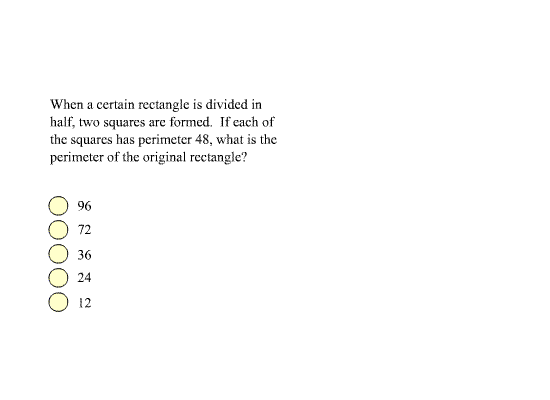 When a certain rectangle is divided in
half, two squares are formed.  If each of
the squares has perimeter 48, what is the
perimeter of the original rectangle?
96
72
36
24
12